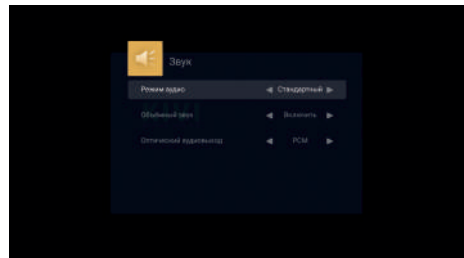 Звук
Режим аудио Стандартный
Объёмный звук Включить
Оптический аудиовыход PCM